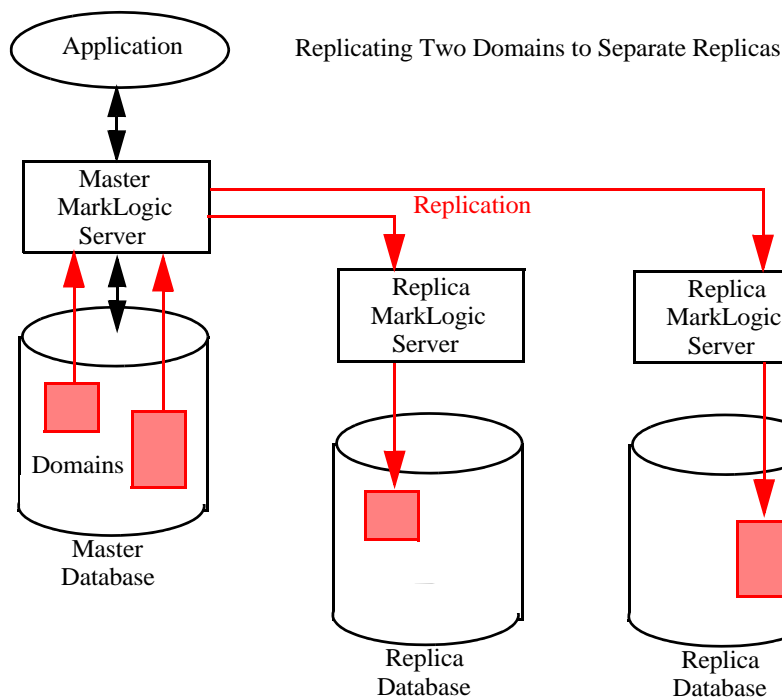 Application
Replicating Two Domains to Separate Replicas
Master
MarkLogic
Server
Replication
Replica
MarkLogic
Server
Replica
MarkLogic
Server
Domains
Master
Database
Replica
Database
Replica
Database